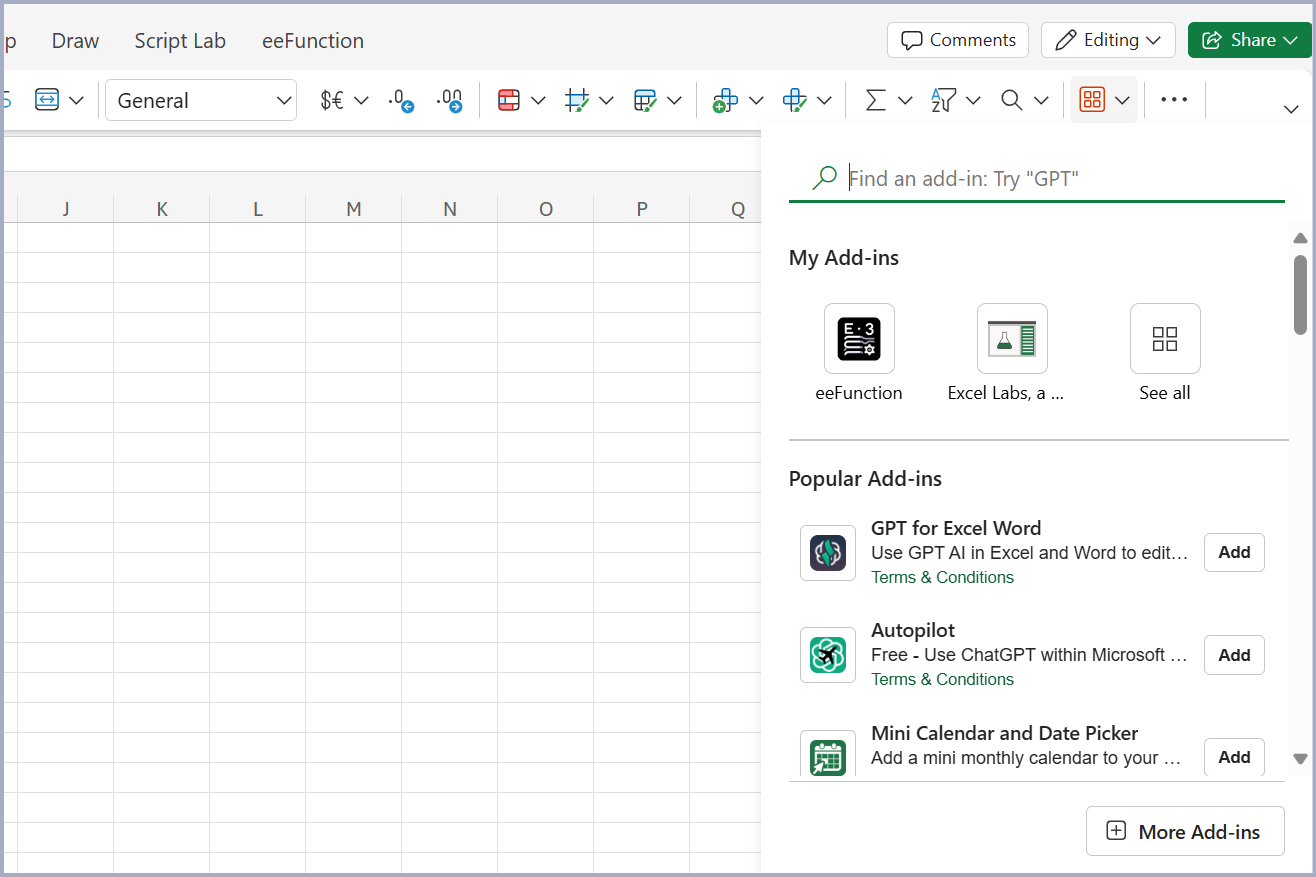 p Draw Script Lab eeFunction Comments Editing Share
General $€ .0 .00
Find an add-in: Try "GPT"
J K L M N O P Q
My Add-ins
E·3
eeFunction Excel Labs, a ... See all
Popular Add-ins
GPT for Excel Word
Use GPT AI in Excel and Word to edit...
Terms & Conditions
Add
Autopilot
Free - Use ChatGPT within Microsoft ...
Terms & Conditions
Add
Mini Calendar and Date Picker
Add a mini monthly calendar to your ...
Add
More Add-ins